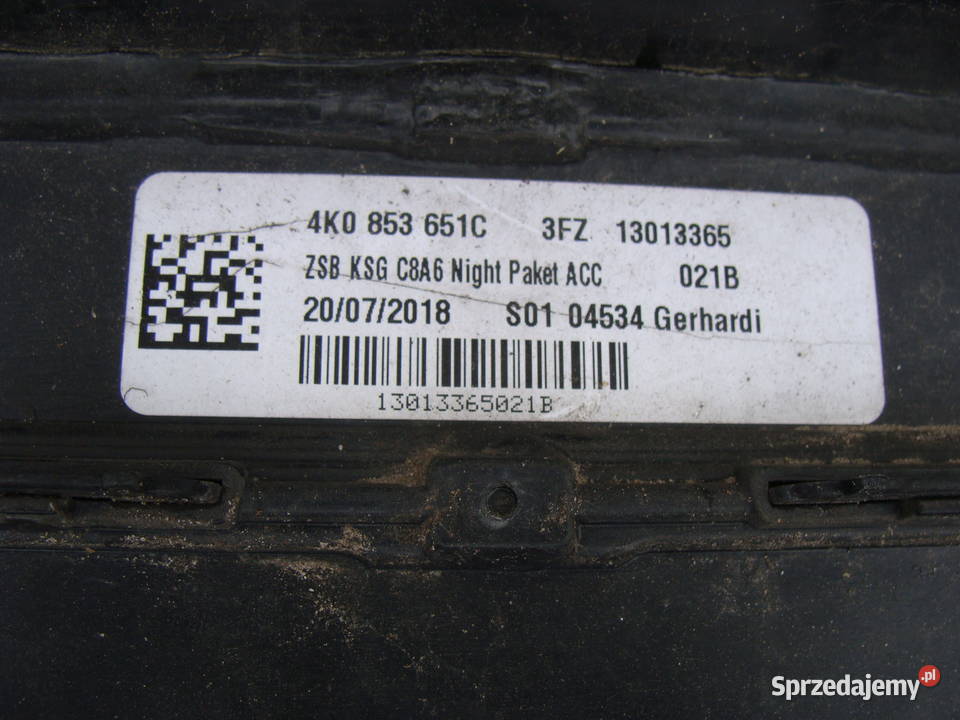 4K0 853 651C 3FZ 13013365
ZSB KSG C8A6 Night Paket ACC 021B
20/07/2018 S01 04534 Gerhardi
13013365021B
Sprzedajemy.pl